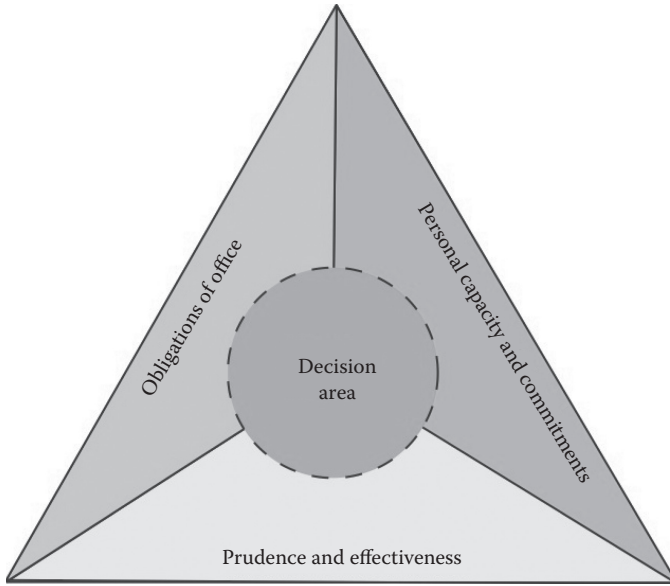 Obligations of office
Personal capacity and commitments
Decision
area
Prudence and effectiveness